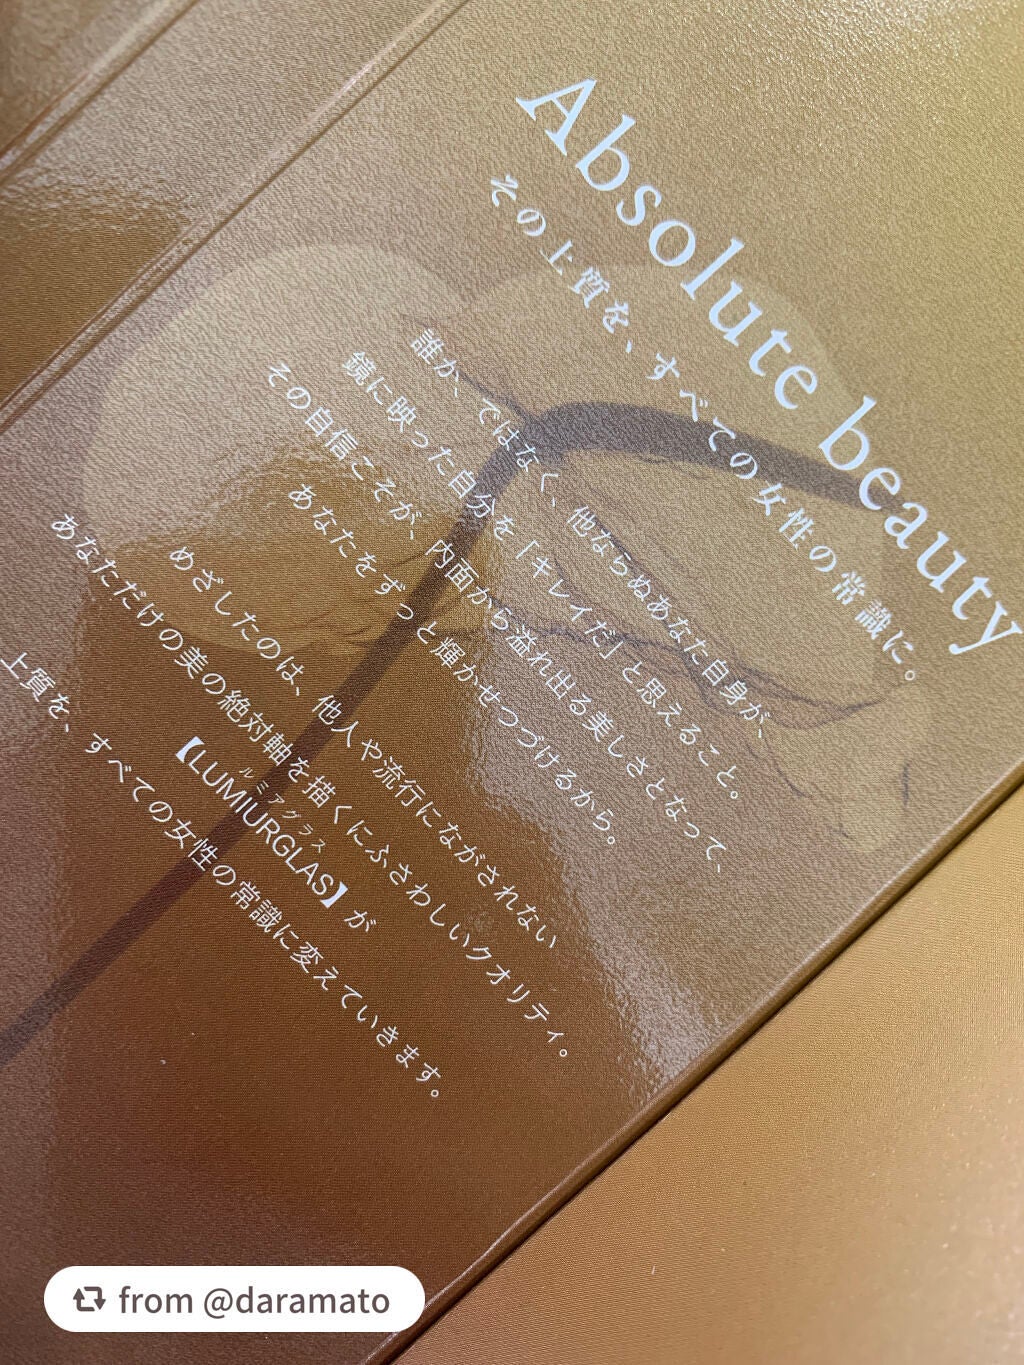 Absolute beauty
その上質を、すべての女性の常識に。
誰か、ではなく、他ならぬあなた自身が、
鏡に映った自分を「キレイだ」と思えること。
その自信こそが、内面から溢れ出る美しさとなって、
あなたをずっと輝かせつづけるから。
めざしたのは、他人や流行にながされない
あなただけの美の絶対軸を描くにふさわしいクオリティ。
ルミアグラス
【LUMIURGLAS】が
上質を、すべての女性の常識に変えていきます。
from @daramato